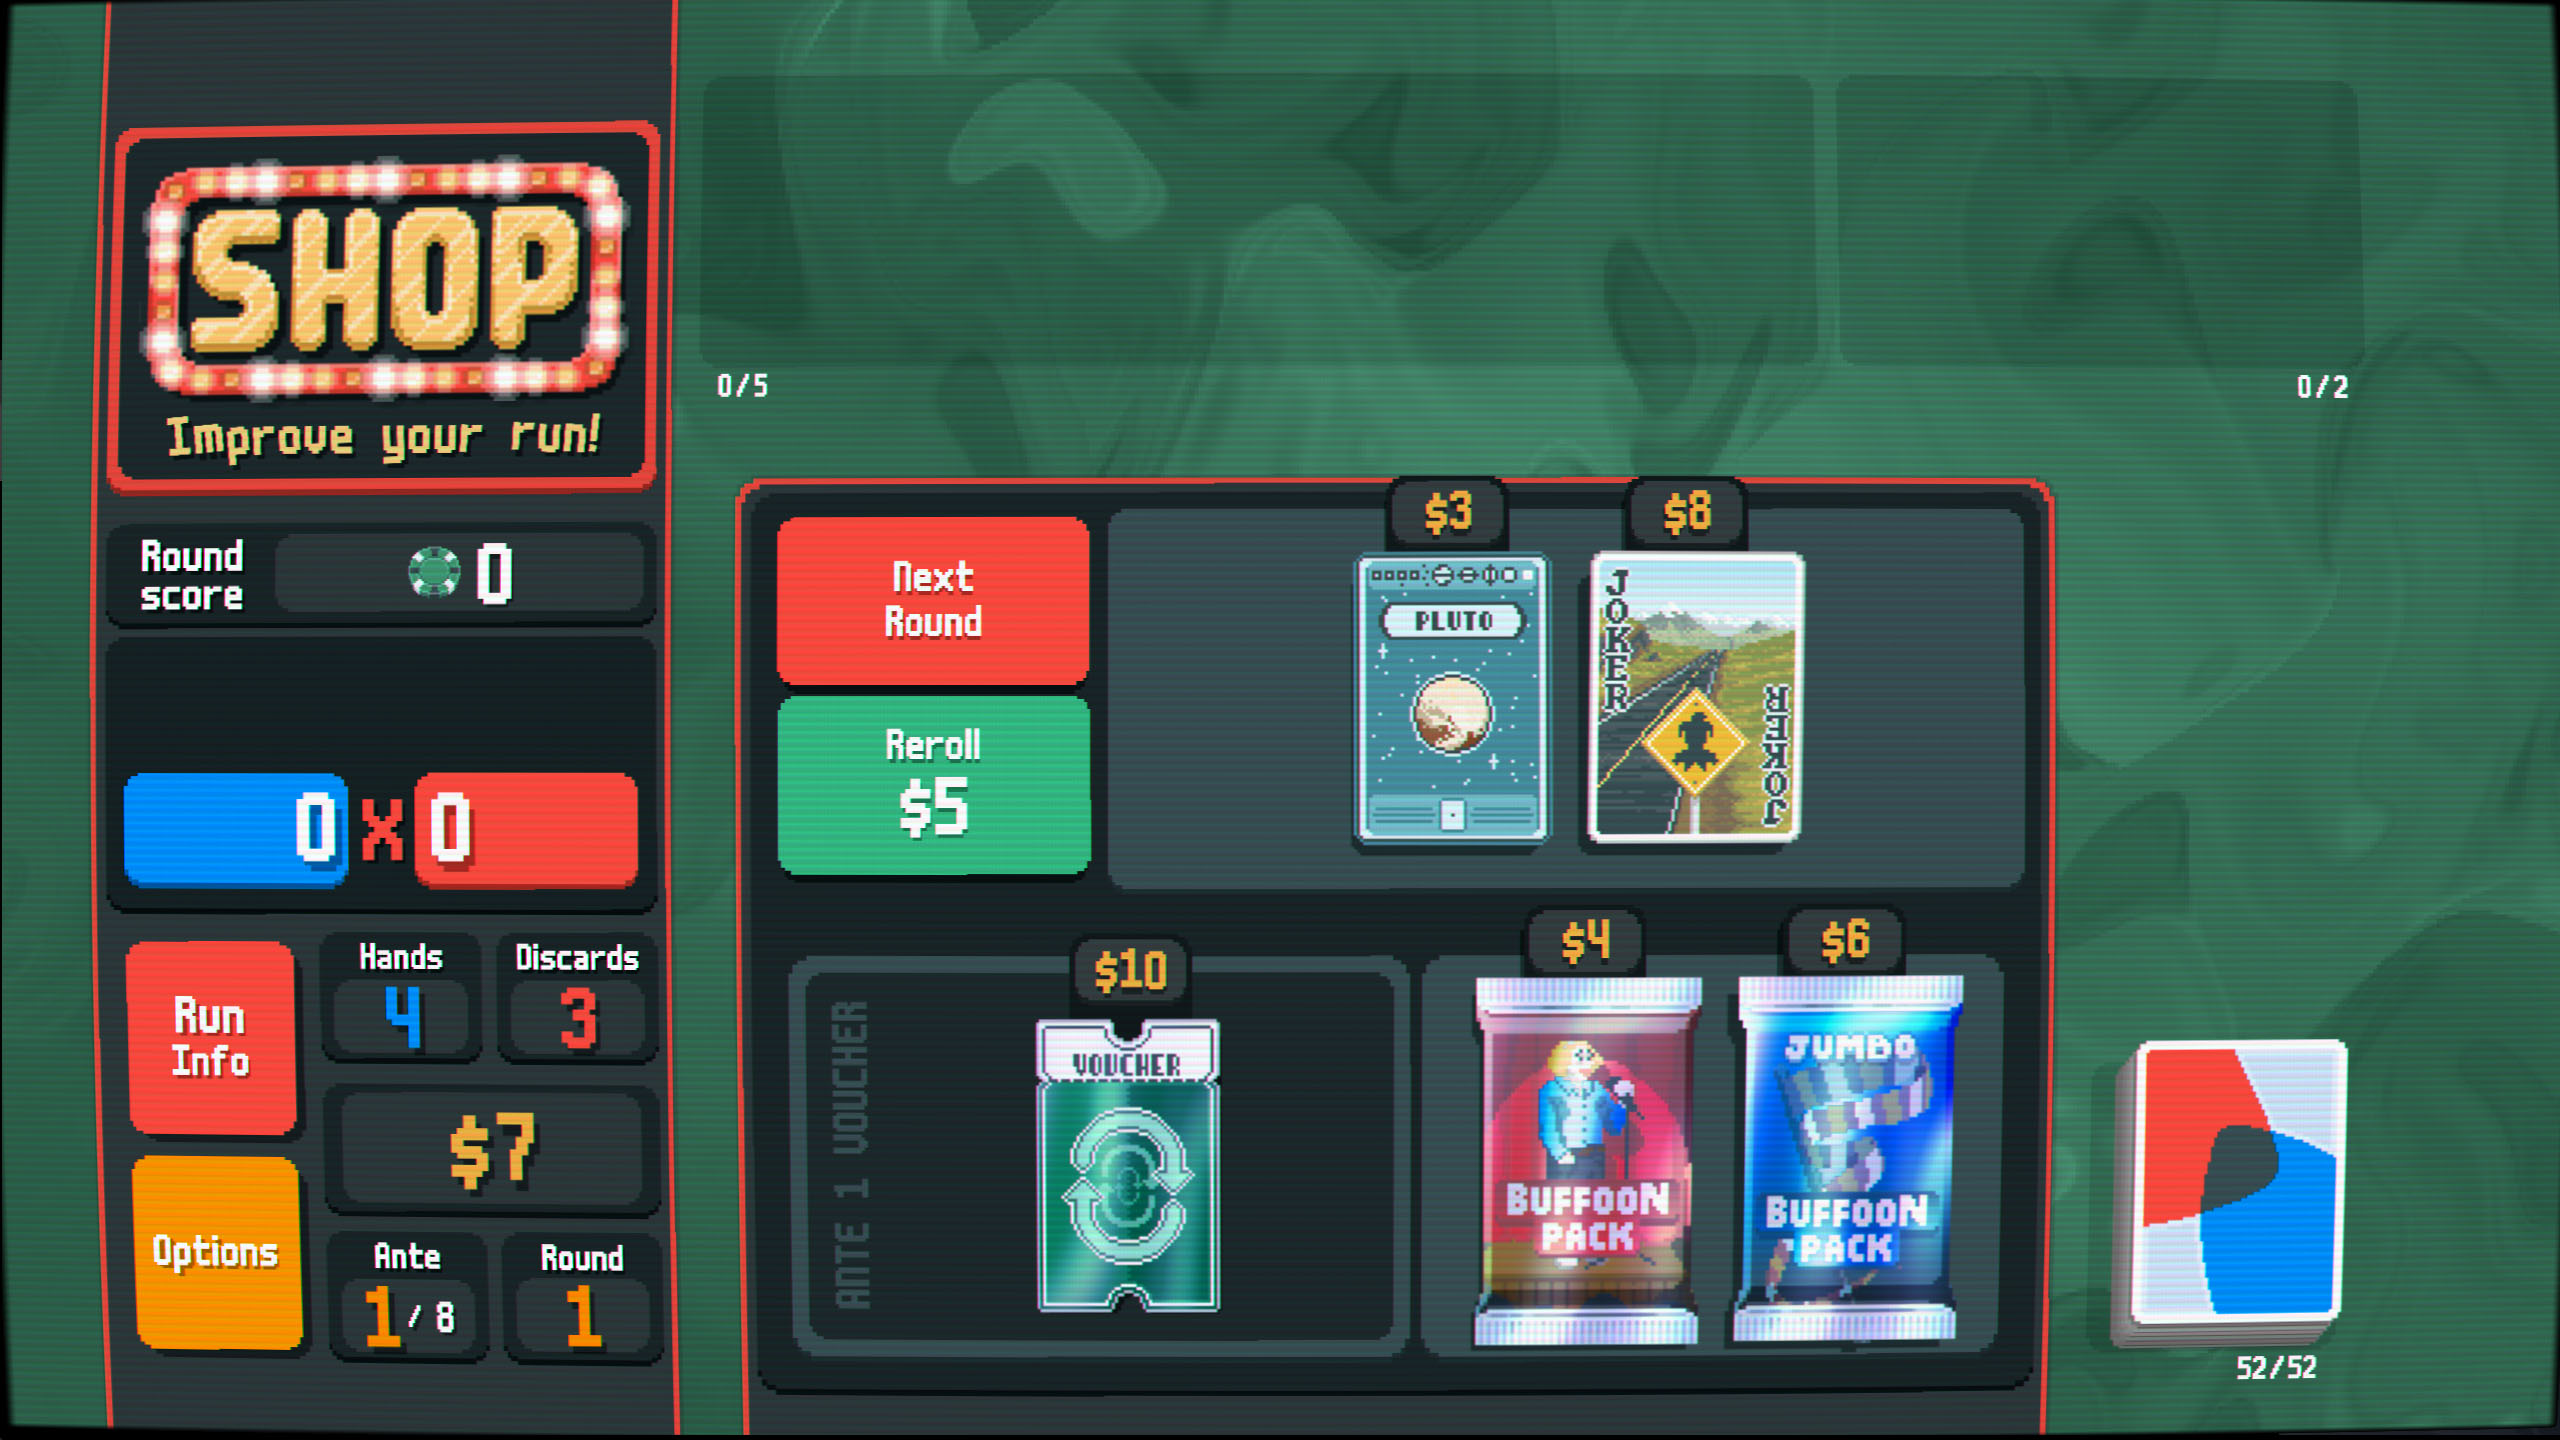 SHOP
Improve your run!
Round
score
0
0 X 0
Run
Info
Hands
4
Discards
3
$7
Options
Ante
1 / 8
Round
1
0/5
0/2
Next
Round
Reroll
$5
$3
PLUTO
$8
JOKER
JOKER
ANTE 1 VOUCHER
$10
VOUCHER
$4
BUFFOON
PACK
$6
JUMBO
BUFFOON
PACK
52/52